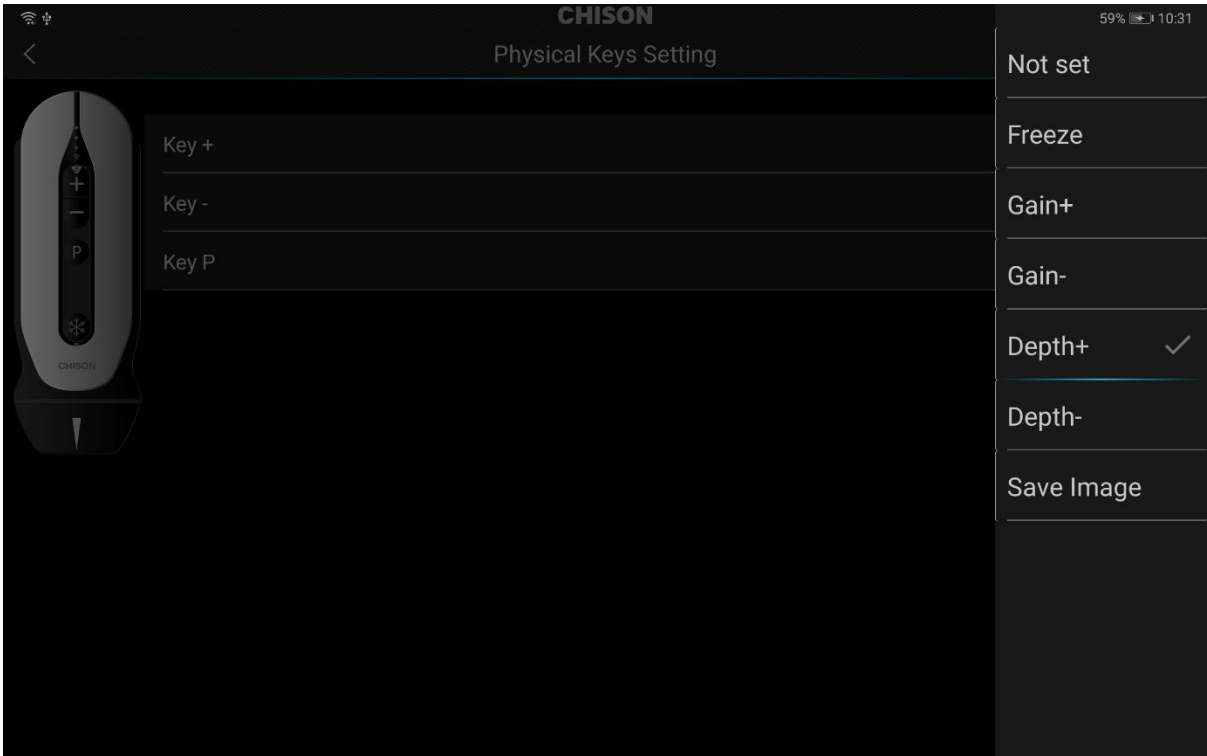 CHISON
59% 10:31
Physical Keys Setting
Key +
Key -
Key P
+
-
P
CHISON
Not set
Freeze
Gain+
Gain-
Depth+
Depth-
Save Image